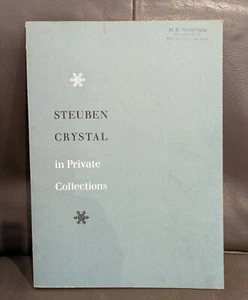 STEUBEN
CRYSTAL
in Private
Collections